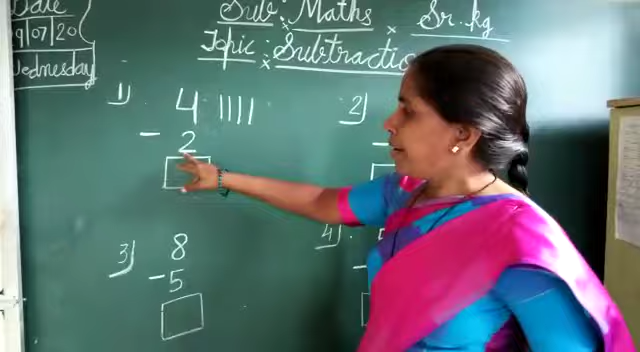 Date
9/07/20
Wednesday
Sub: Maths × Sr. kg
Topic: × Subtractio
1) 4 ||||
- 2
2)
-
3) 8
- 5
4)
-